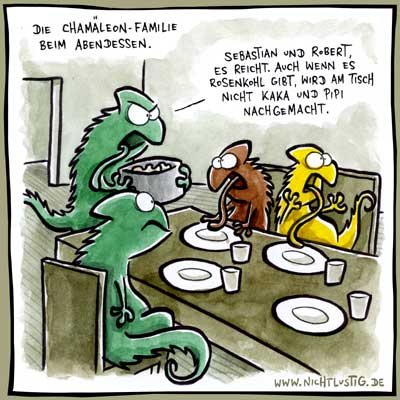 DIE CHAMÄLEON-FAMILIE
BEIM ABENDESSEN.
SEBASTIAN UND ROBERT,
ES REICHT. AUCH WENN ES
ROSENKOHL GIBT, WIRD AM TISCH
NICHT KAKA UND PIPI
NACHGEMACHT.
WWW.NICHTLUSTIG.DE